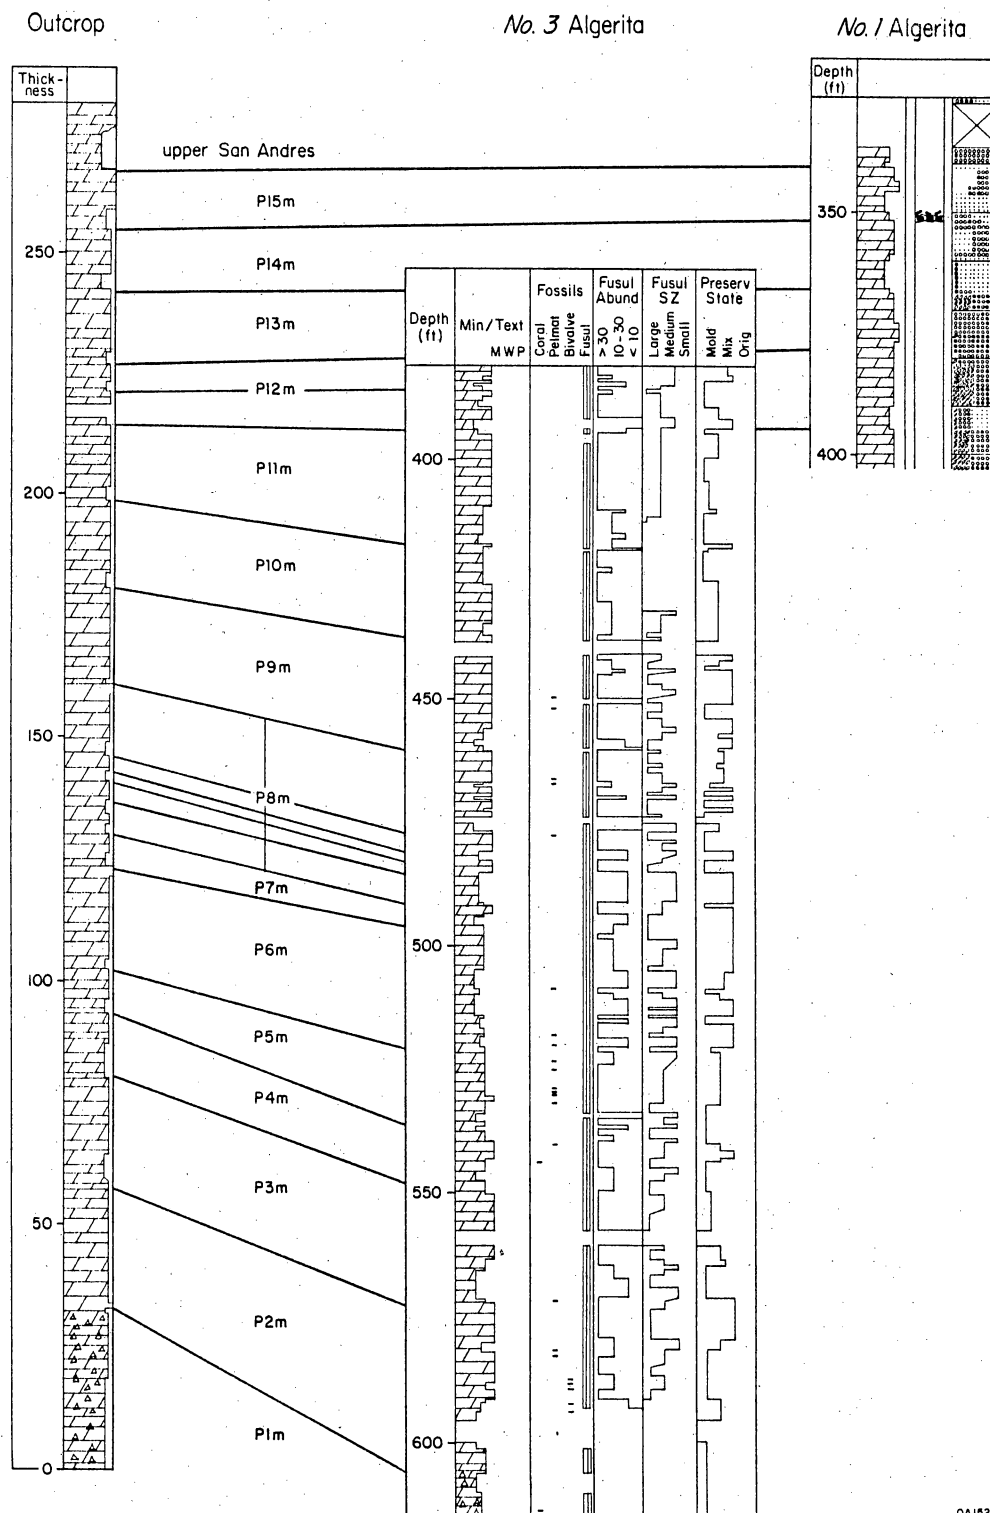 Outcrop
No. 3 Algerita
No. 1 Algerita
Thick-
ness
Depth
(ft)
upper San Andres
P15m
350
250
P14m
Depth
(ft)
Min/Text
MWP
Fossils
Coral
Pelmat
Bivalve
Fusul
Fusul
Abund
> 30
10-30
< 10
Fusul
SZ
Large
Medium
Small
Preserv
State
Mold
Mix
Orig
P13m
P12m
400
400
P11m
200
P10m
P9m
450
150
P8m
P7m
500
P6m
100
P5m
P4m
P3m
550
50
P2m
P1m
600
0